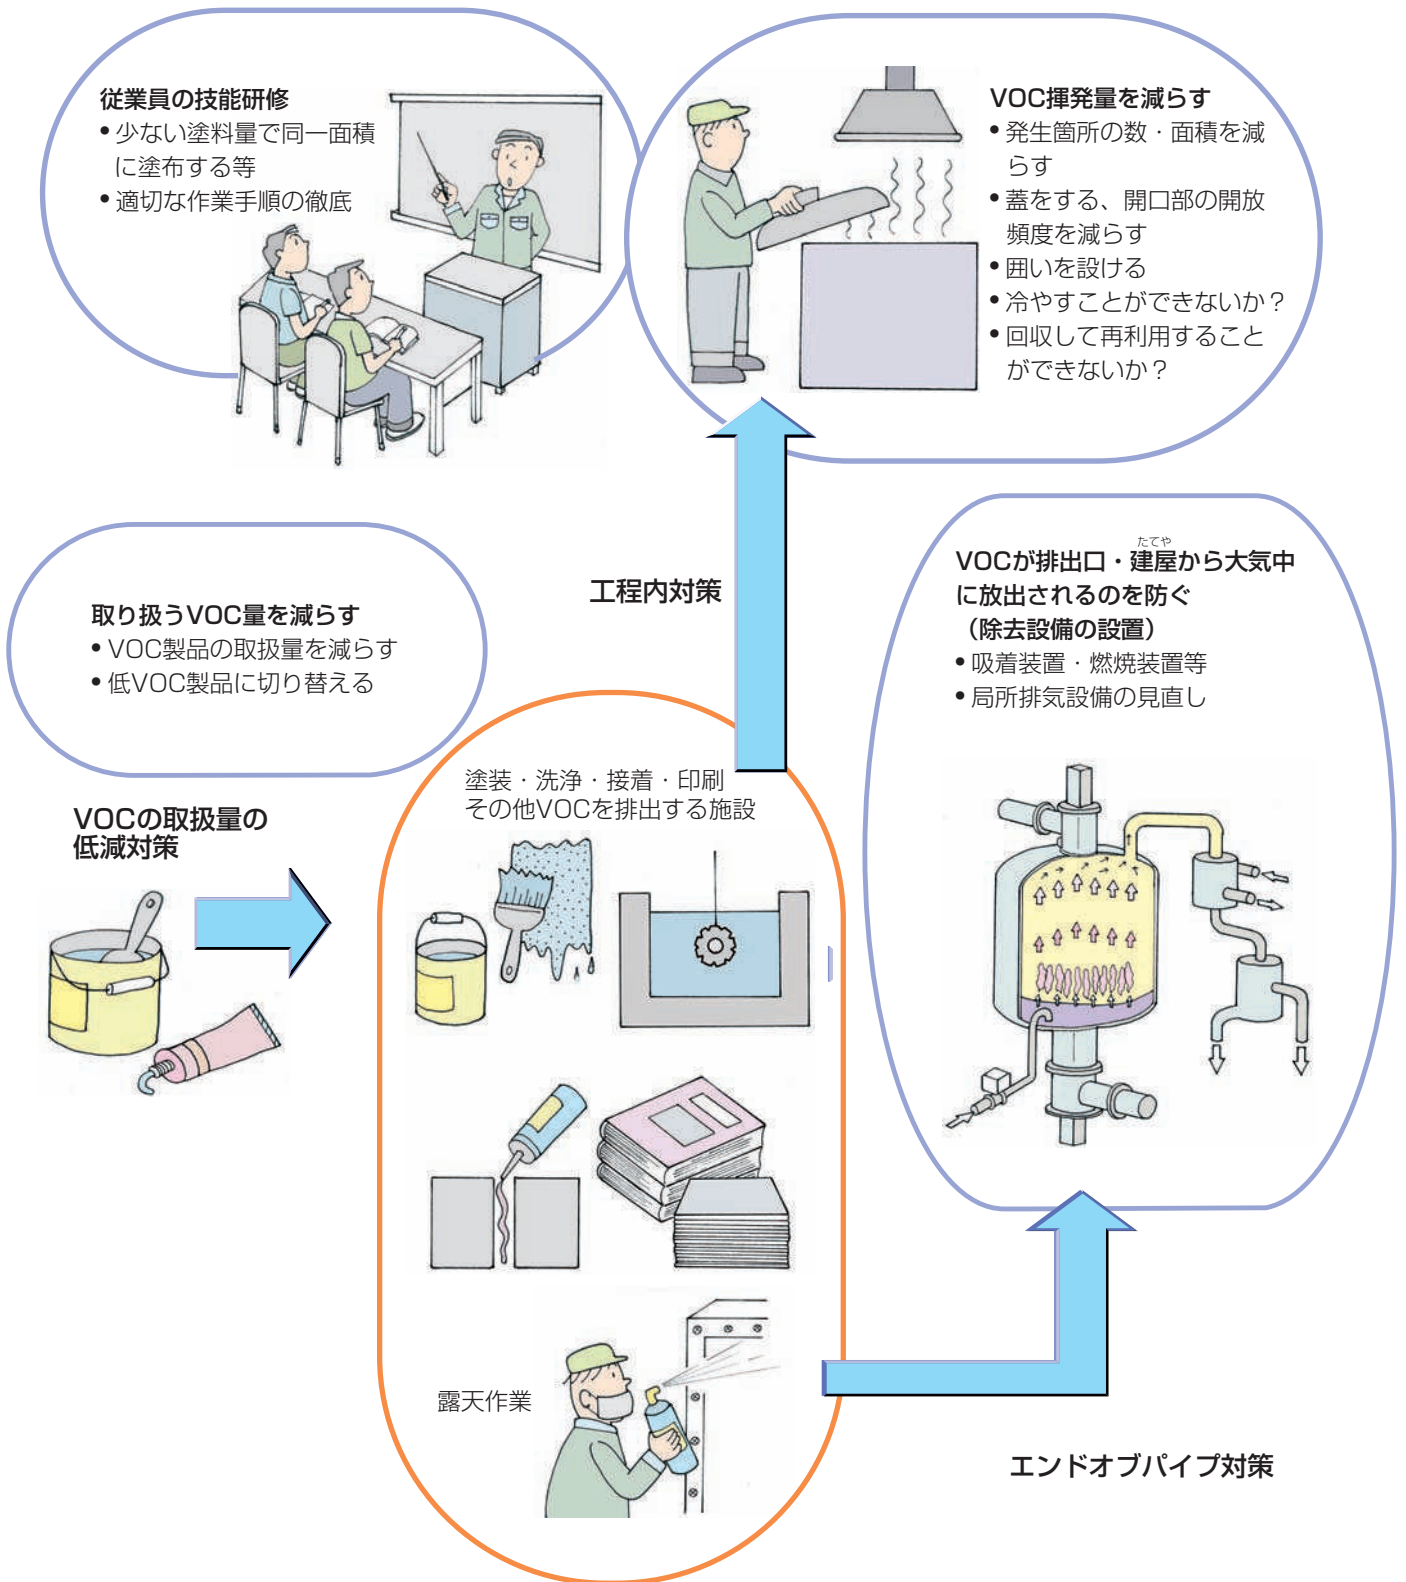 従業員の技能研修
• 少ない塗料量で同一面積
に塗布する等
• 適切な作業手順の徹底
VOC揮発量を減らす
• 発生箇所の数・面積を減
らす
• 蓋をする、開口部の開放
頻度を減らす
• 囲いを設ける
• 冷やすことができないか？
• 回収して再利用すること
ができないか？
取り扱うVOC量を減らす
• VOC製品の取扱量を減らす
• 低VOC製品に切り替える
工程内対策
たてや
VOCが排出口・建屋から大気中
に放出されるのを防ぐ
（除去設備の設置）
• 吸着装置・燃焼装置等
• 局所排気設備の見直し
VOCの取扱量の
低減対策
塗装・洗浄・接着・印刷
その他VOCを排出する施設
露天作業
エンドオブパイプ対策